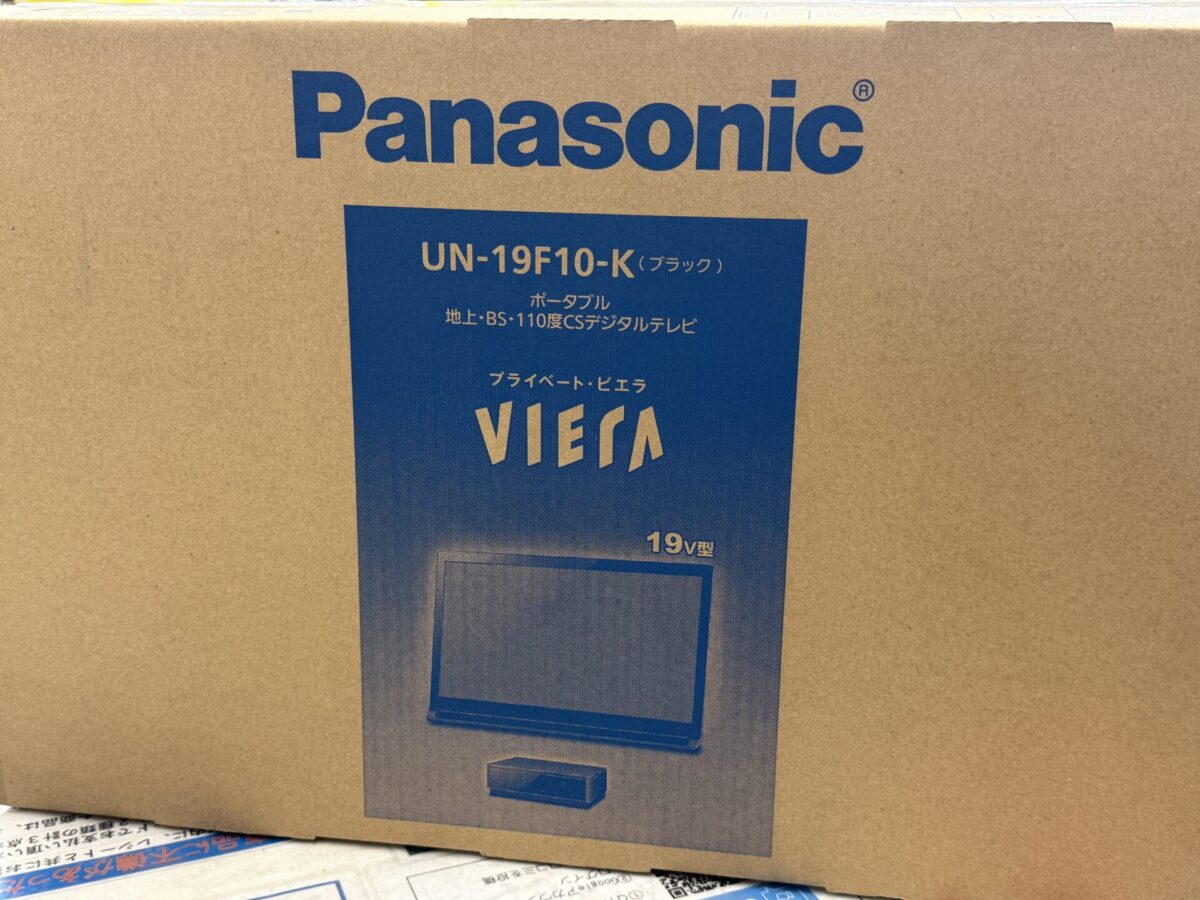 Panasonic®
UN-19F10-K（ブラック）
ポータブル
地上・BS・110度CSデジタルテレビ
プライベート・ビエラ
VIERA
19V型